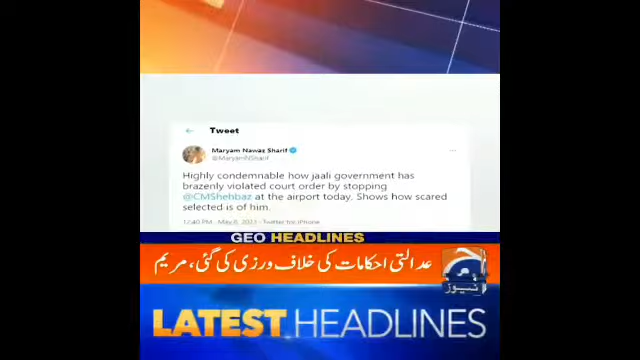 Tweet
Maryam Nawaz Sharif
@MaryamNSharif
Highly condemnable how jaali government has
brazenly violated court order by stopping
@CMShehbaz at the airport today. Shows how scared
selected is of him.
12:40 PM · May 8, 2021 · Twitter for iPhone
GEO HEADLINES
عدالتی احکامات کی خلاف ورزی کی گئی، مریم
جیو نیوز
LATEST HEADLINES